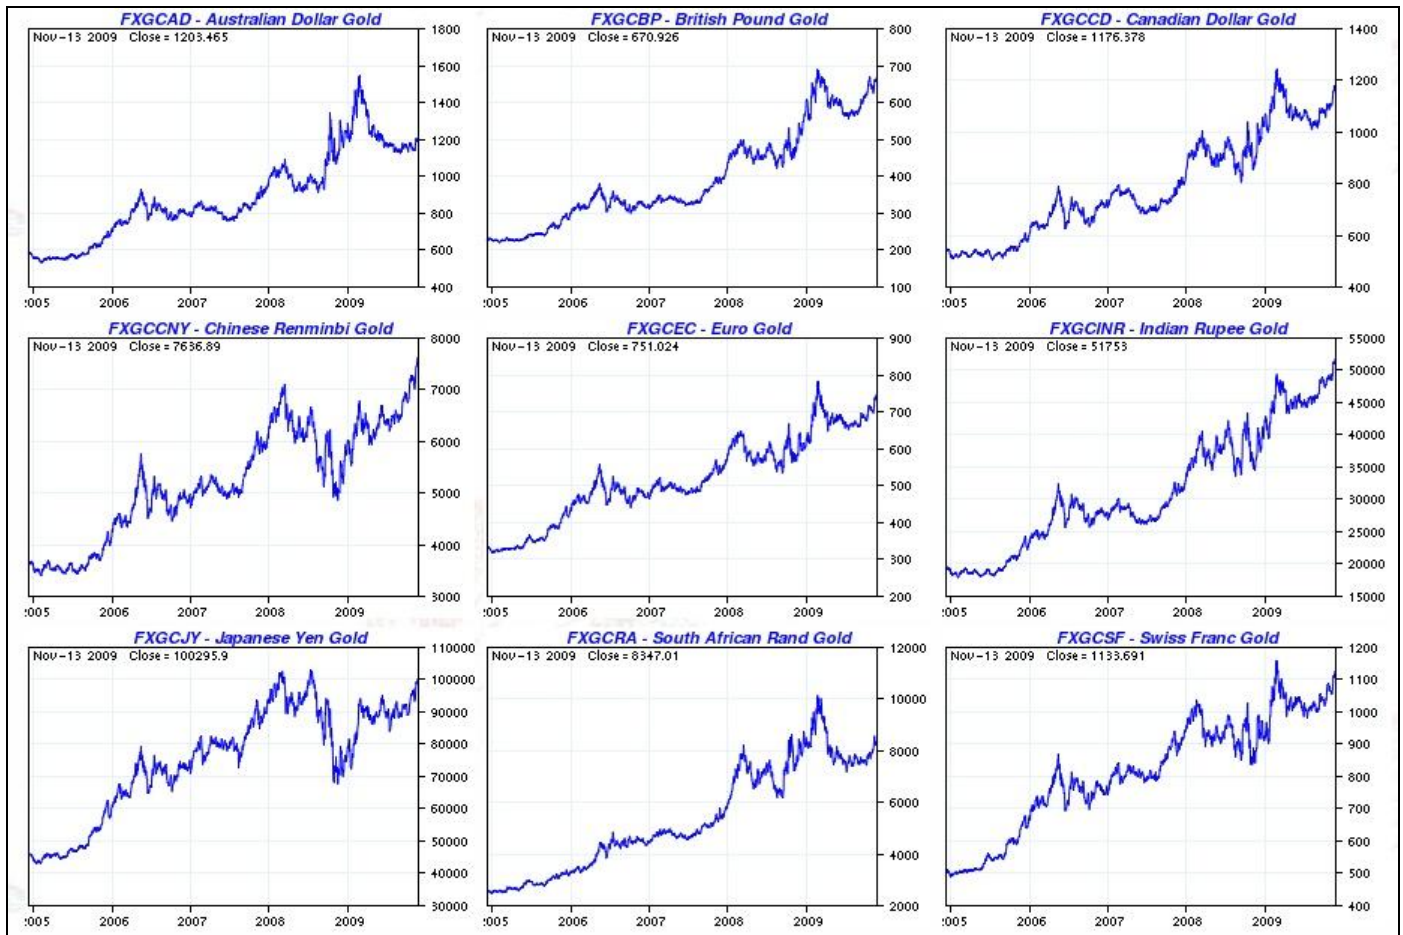 FXGCAD - Australian Dollar Gold
Nov-13 2009 Close = 1203.465
1800
1600
1400
1200
1000
800
600
400
:005 2006 2007 2008 2009
FXGCBP - British Pound Gold
Nov-13 2009 Close = 670.926
800
700
600
500
400
300
200
100
:005 2006 2007 2008 2009
FXGCCD - Canadian Dollar Gold
Nov-13 2009 Close = 1176.378
1400
1200
1000
800
600
400
:005 2006 2007 2008 2009
FXGCCNY - Chinese Renminbi Gold
Nov-13 2009 Close = 7636.89
8000
7000
6000
5000
4000
3000
:005 2006 2007 2008 2009
FXGCEC - Euro Gold
Nov-13 2009 Close = 751.024
900
800
700
600
500
400
300
200
:005 2006 2007 2008 2009
FXGCINR - Indian Rupee Gold
Nov-13 2009 Close = 51753
55000
50000
45000
40000
35000
30000
25000
20000
15000
:005 2006 2007 2008 2009
FXGCJY - Japanese Yen Gold
Nov-13 2009 Close = 100295.9
110000
100000
90000
80000
70000
60000
50000
40000
30000
:005 2006 2007 2008 2009
FXGCRA - South African Rand Gold
Nov-13 2009 Close = 8347.01
12000
10000
8000
6000
4000
2000
:005 2006 2007 2008 2009
FXGCSF - Swiss Franc Gold
Nov-13 2009 Close = 1133.691
1200
1100
1000
900
800
700
600
500
400
:005 2006 2007 2008 2009